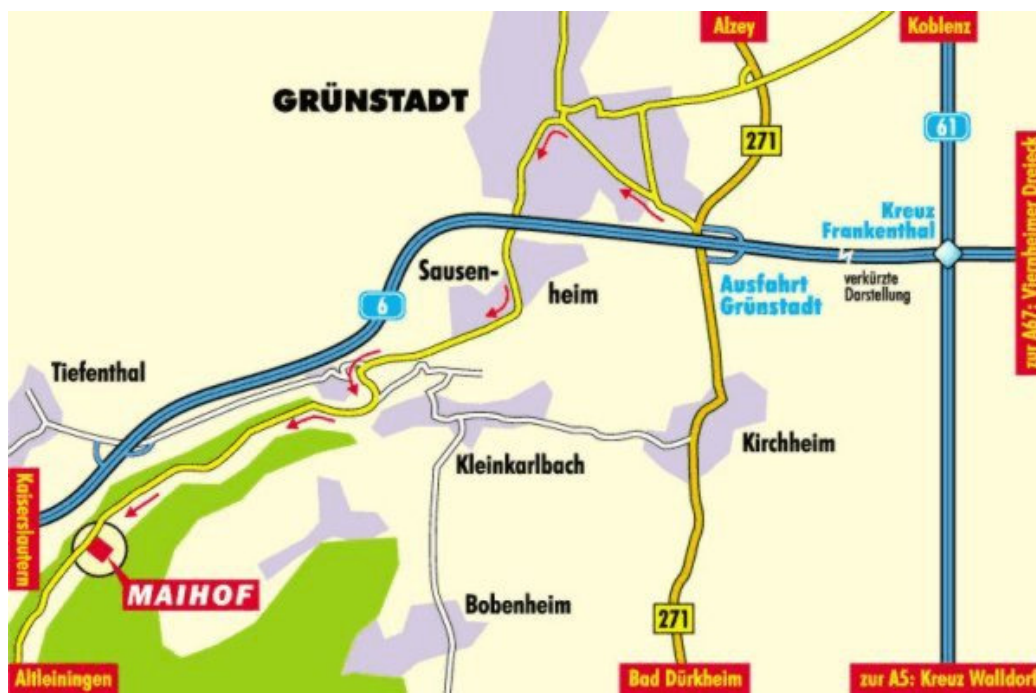 Alzey
Koblenz
GRÜNSTADT
271
61
Kreuz
Frankenthal
zur A67: Viernheimer Dreieck
Sausen-
heim
Ausfahrt
Grünstadt
verkürzte
Darstellung
6
Tiefenthal
Kirchheim
Kleinkarlbach
Kaiserslautern
MAIHOF
Bobenheim
271
Altleiningen
Bad Dürkheim
zur A5: Kreuz Walldorf